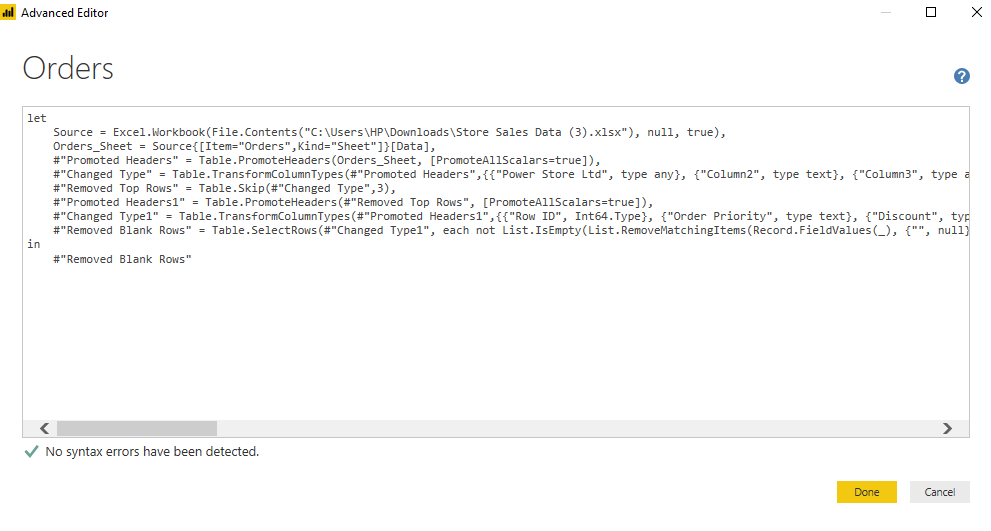 Advanced Editor
Orders
?
let
    Source = Excel.Workbook(File.Contents("C:\Users\HP\Downloads\Store Sales Data (3).xlsx"), null, true),
    Orders_Sheet = Source{[Item="Orders",Kind="Sheet"]}[Data],
    #"Promoted Headers" = Table.PromoteHeaders(Orders_Sheet, [PromoteAllScalars=true]),
    #"Changed Type" = Table.TransformColumnTypes(#"Promoted Headers",{{"Power Store Ltd", type any}, {"Column2", type text}, {"Column3", type a
    #"Removed Top Rows" = Table.Skip(#"Changed Type",3),
    #"Promoted Headers1" = Table.PromoteHeaders(#"Removed Top Rows", [PromoteAllScalars=true]),
    #"Changed Type1" = Table.TransformColumnTypes(#"Promoted Headers1",{{"Row ID", Int64.Type}, {"Order Priority", type text}, {"Discount", typ
    #"Removed Blank Rows" = Table.SelectRows(#"Changed Type1", each not List.IsEmpty(List.RemoveMatchingItems(Record.FieldValues(_), {"", null}
in
    #"Removed Blank Rows"
No syntax errors have been detected.
Done
Cancel